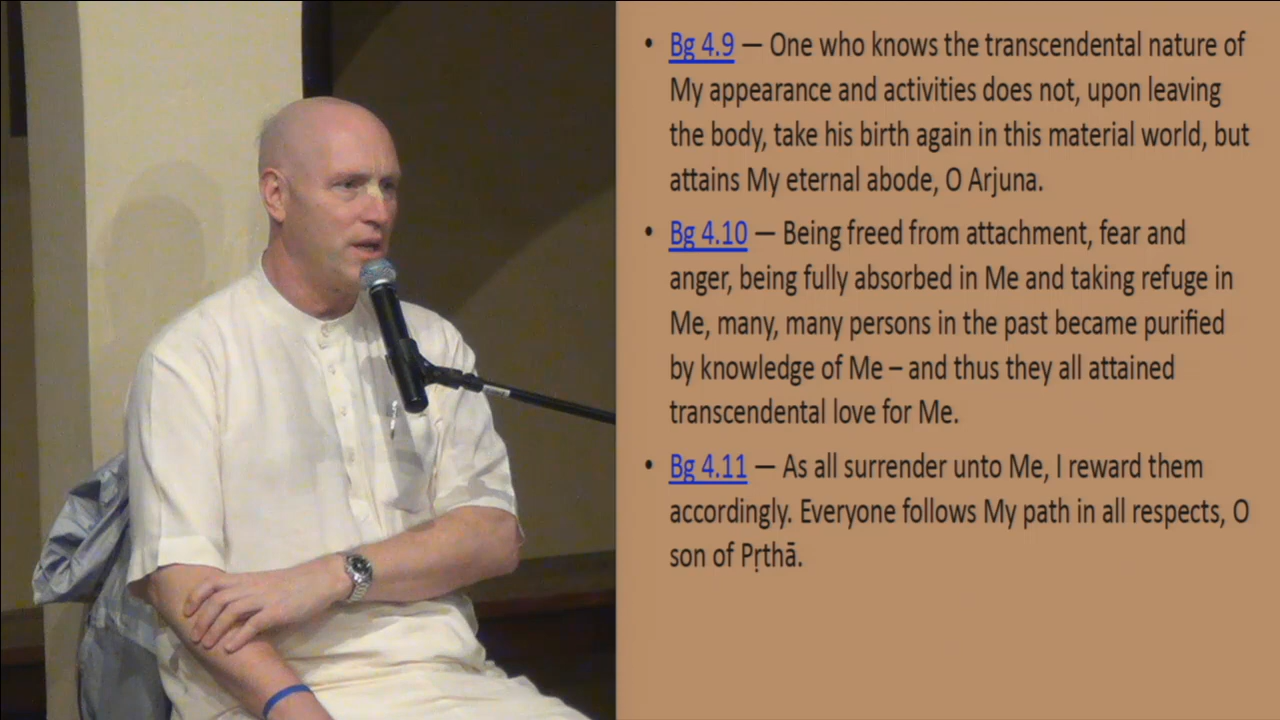 • Bg 4.9 — One who knows the transcendental nature of
My appearance and activities does not, upon leaving
the body, take his birth again in this material world, but
attains My eternal abode, O Arjuna.
• Bg 4.10 — Being freed from attachment, fear and
anger, being fully absorbed in Me and taking refuge in
Me, many, many persons in the past became purified
by knowledge of Me – and thus they all attained
transcendental love for Me.
• Bg 4.11 — As all surrender unto Me, I reward them
accordingly. Everyone follows My path in all respects, O
son of Pṛthā.